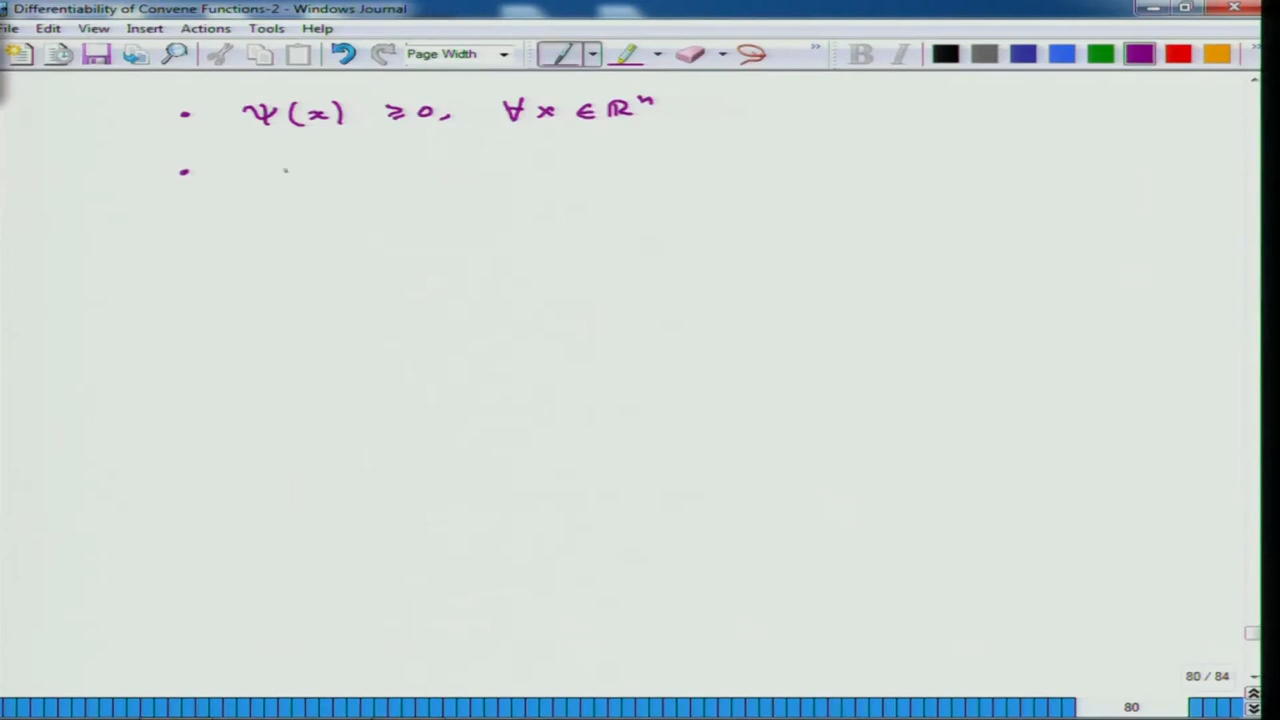 Differentiability of Convene Functions-2 - Windows Journal
File Edit View Insert Actions Tools Help
Page Width
B I
• ψ(x) ≥ 0, ∀ x ∈ ℝⁿ
•
80 / 84
80